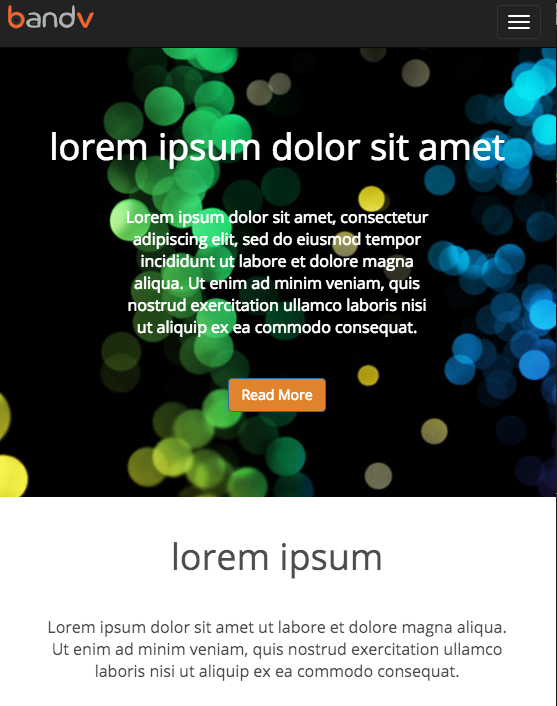 bandv
lorem ipsum dolor sit amet
Lorem ipsum dolor sit amet, consectetur
adipiscing elit, sed do eiusmod tempor
incididunt ut labore et dolore magna
aliqua. Ut enim ad minim veniam, quis
nostrud exercitation ullamco laboris nisi
ut aliquip ex ea commodo consequat.
Read More
lorem ipsum
Lorem ipsum dolor sit amet ut labore et dolore magna aliqua.
Ut enim ad minim veniam, quis nostrud exercitation ullamco
laboris nisi ut aliquip ex ea commodo consequat.